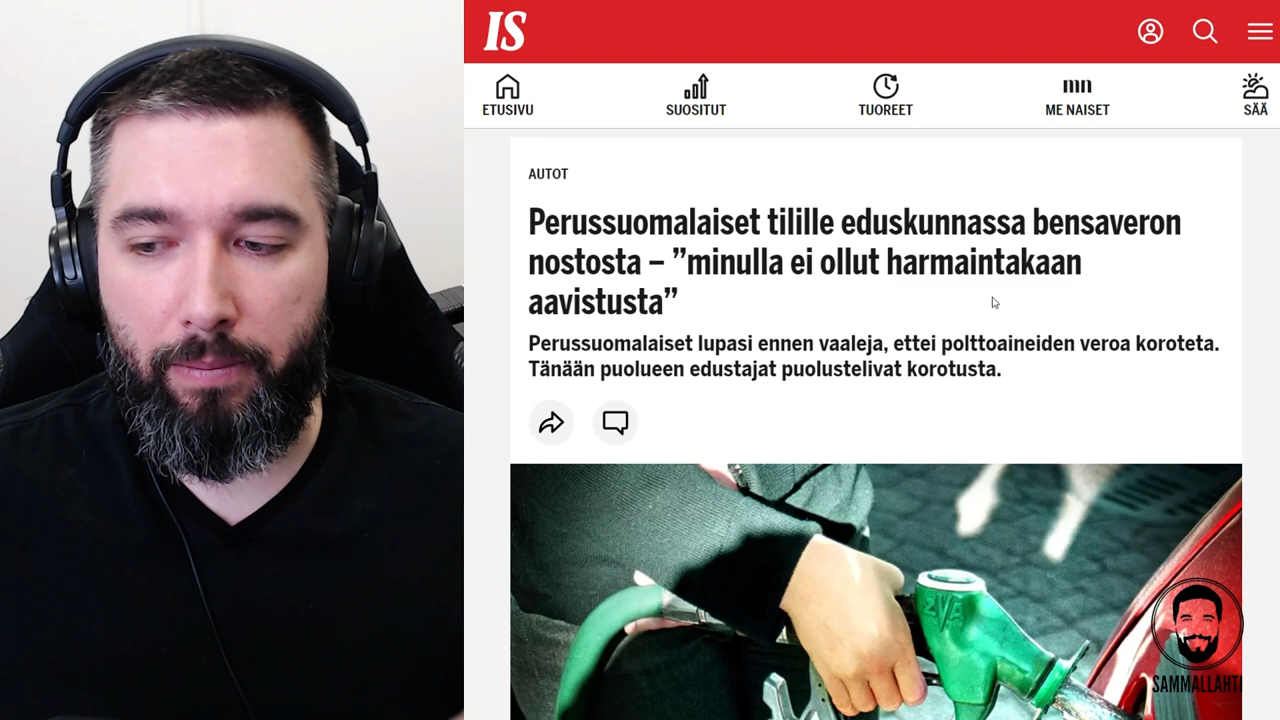 IS
ETUSIVU
SUOSITUT
TUOREET
mn
ME NAISET
SÄÄ
AUTOT
Perussuomalaiset tilille eduskunnassa bensaveron
nostosta – ”minulla ei ollut harmaintakaan
aavistusta”
Perussuomalaiset lupasi ennen vaaleja, ettei polttoaineiden veroa koroteta.
Tänään puolueen edustajat puolustelivat korotusta.
ZVA
SAMMALLAHTI